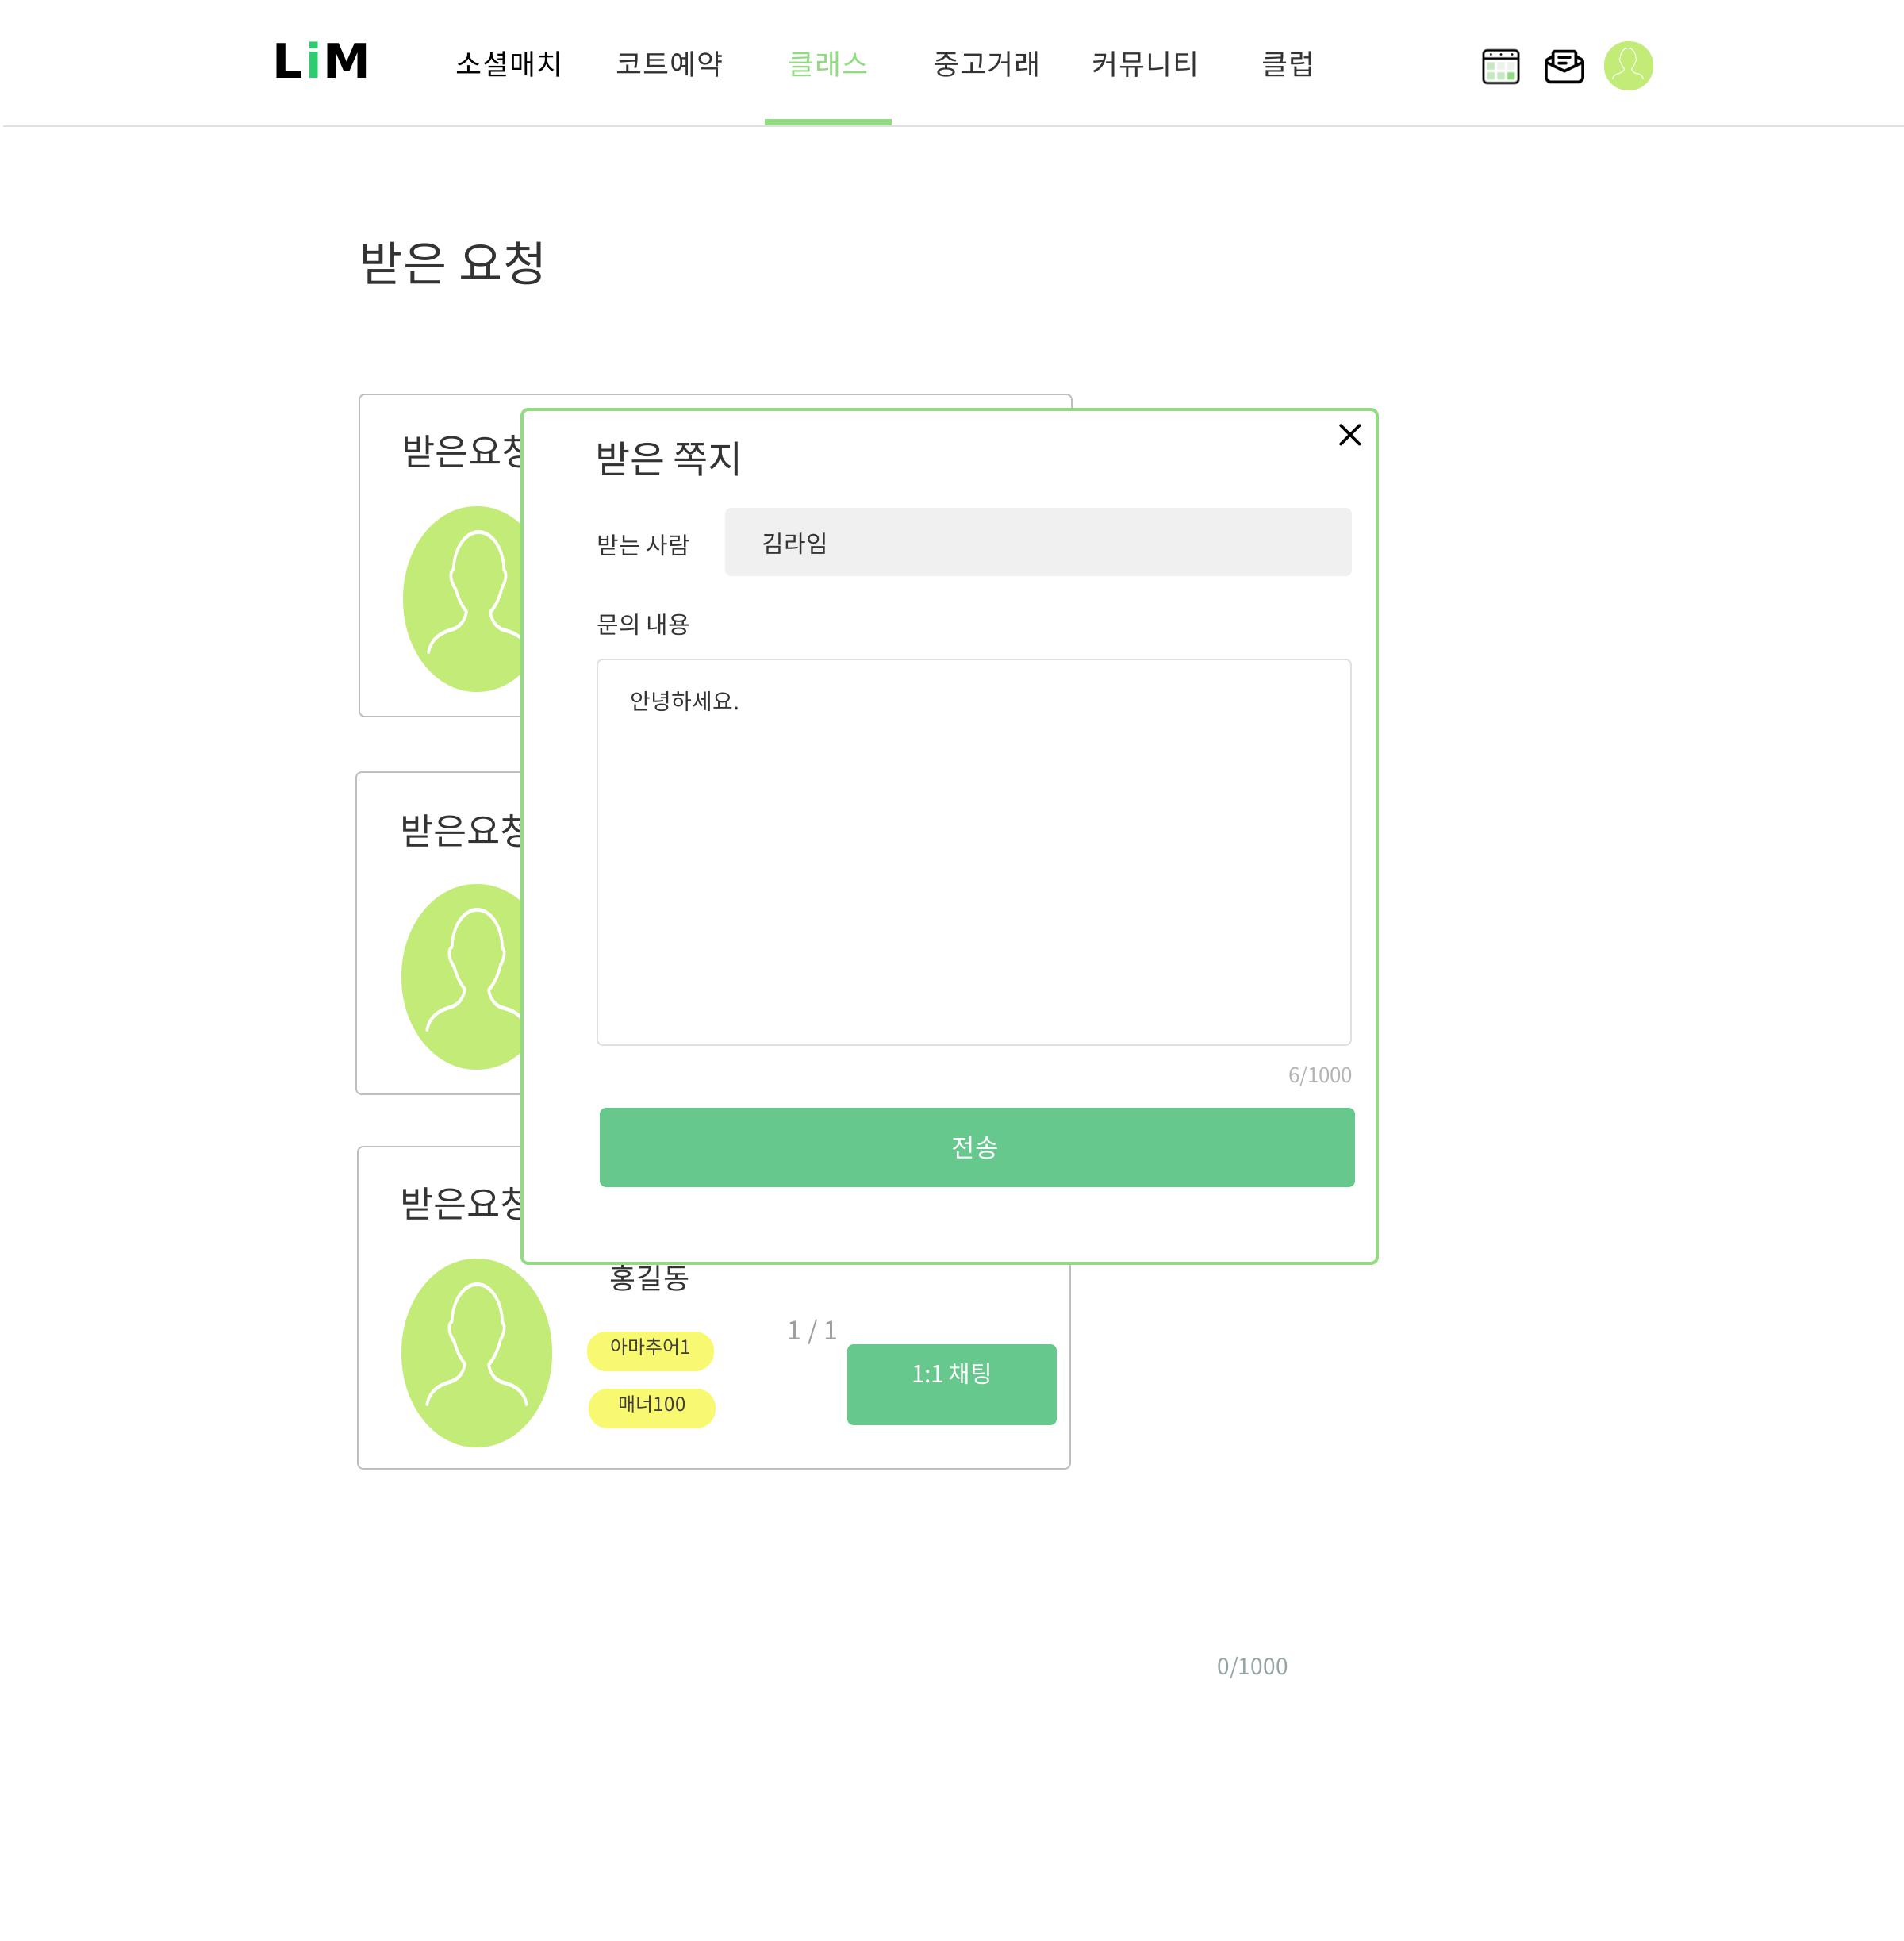 LiM
소셜매치 코트예약 클래스 중고거래 커뮤니티 클럽
받은 요청
받은요청
받은 쪽지
받는 사람 김라임
문의 내용
안녕하세요.
6/1000
전송
받은요청
받은요청
홍길동
아마추어1
매너100
1 / 1
1:1 채팅
0/1000